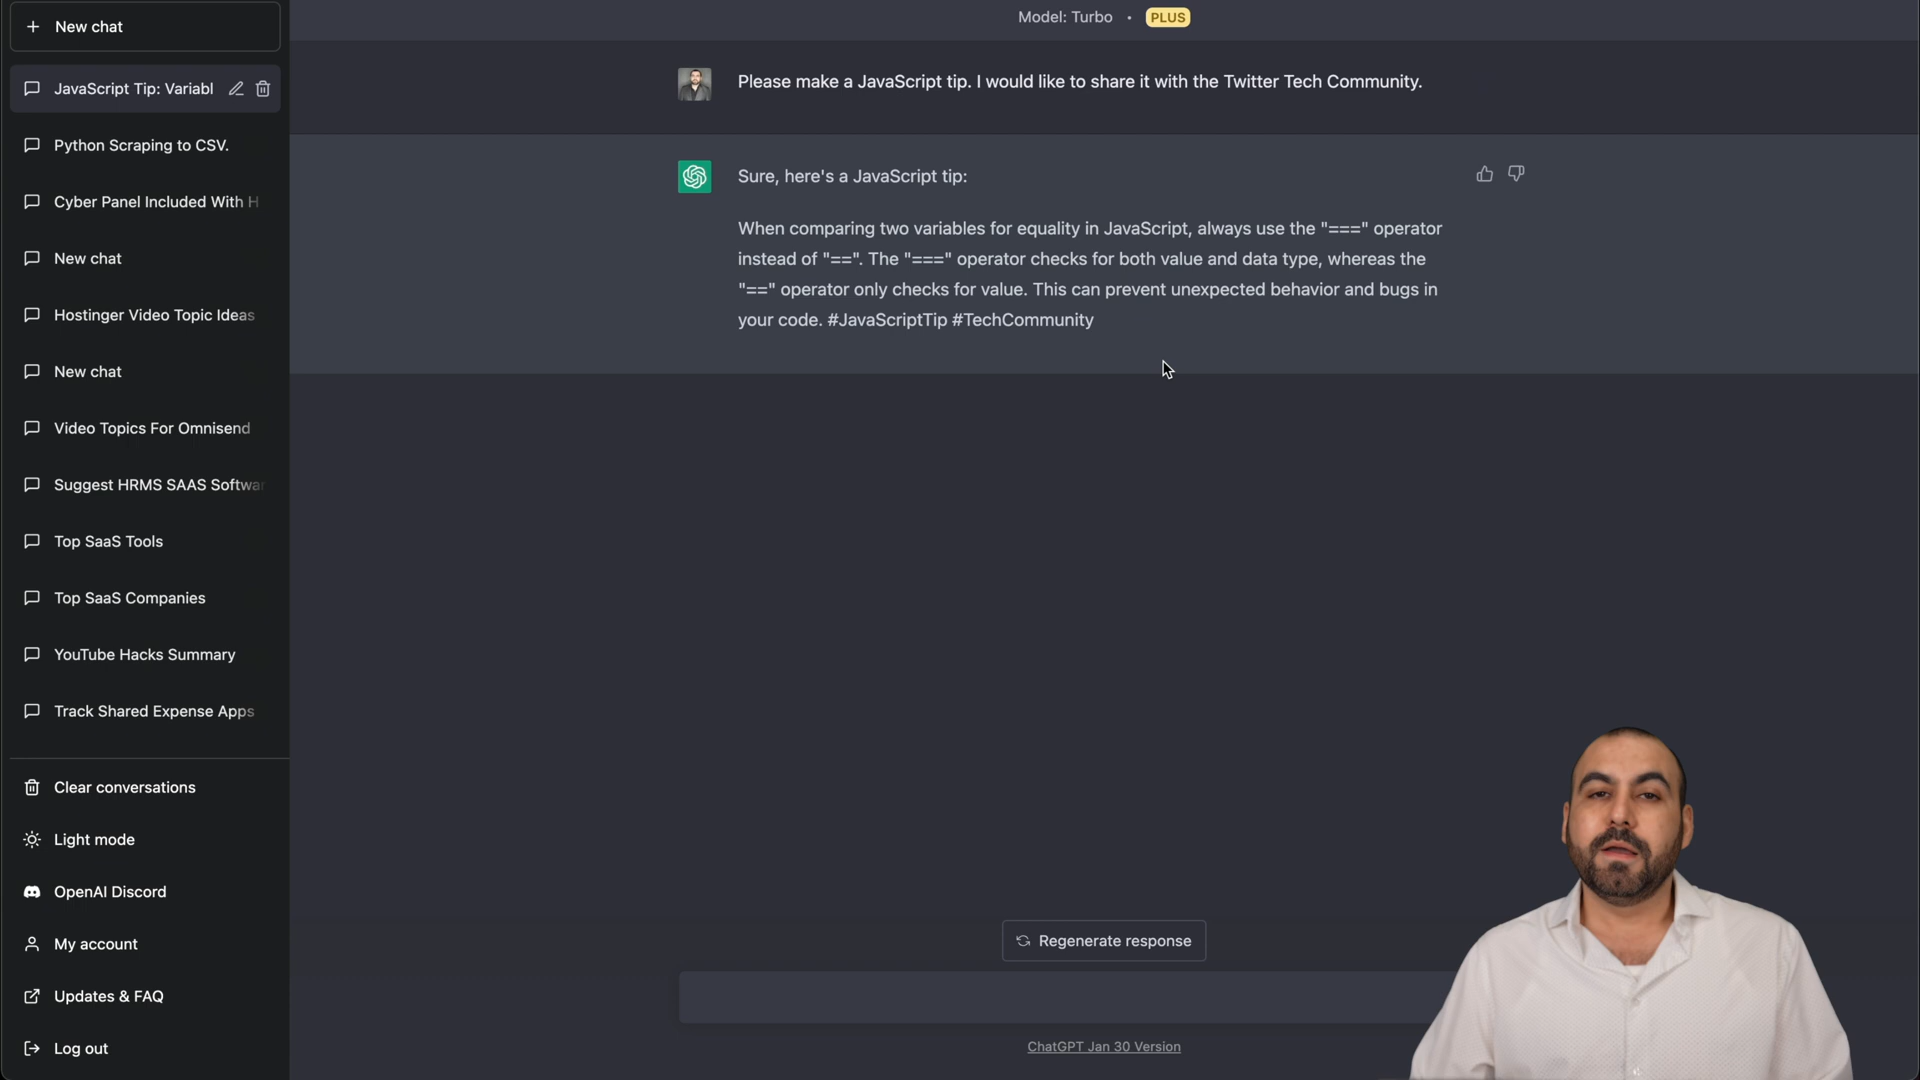 New chat
JavaScript Tip: Variabl
Python Scraping to CSV.
Cyber Panel Included With H
New chat
Hostinger Video Topic Ideas
New chat
Video Topics For Omnisend
Suggest HRMS SAAS Softwar
Top SaaS Tools
Top SaaS Companies
YouTube Hacks Summary
Track Shared Expense Apps
Clear conversations
Light mode
OpenAI Discord
My account
Updates & FAQ
Log out
Model: Turbo • PLUS
Please make a JavaScript tip. I would like to share it with the Twitter Tech Community.
Sure, here's a JavaScript tip:
When comparing two variables for equality in JavaScript, always use the "===" operator
instead of "==". The "===" operator checks for both value and data type, whereas the
"==" operator only checks for value. This can prevent unexpected behavior and bugs in
your code. #JavaScriptTip #TechCommunity
Regenerate response
ChatGPT Jan 30 Version